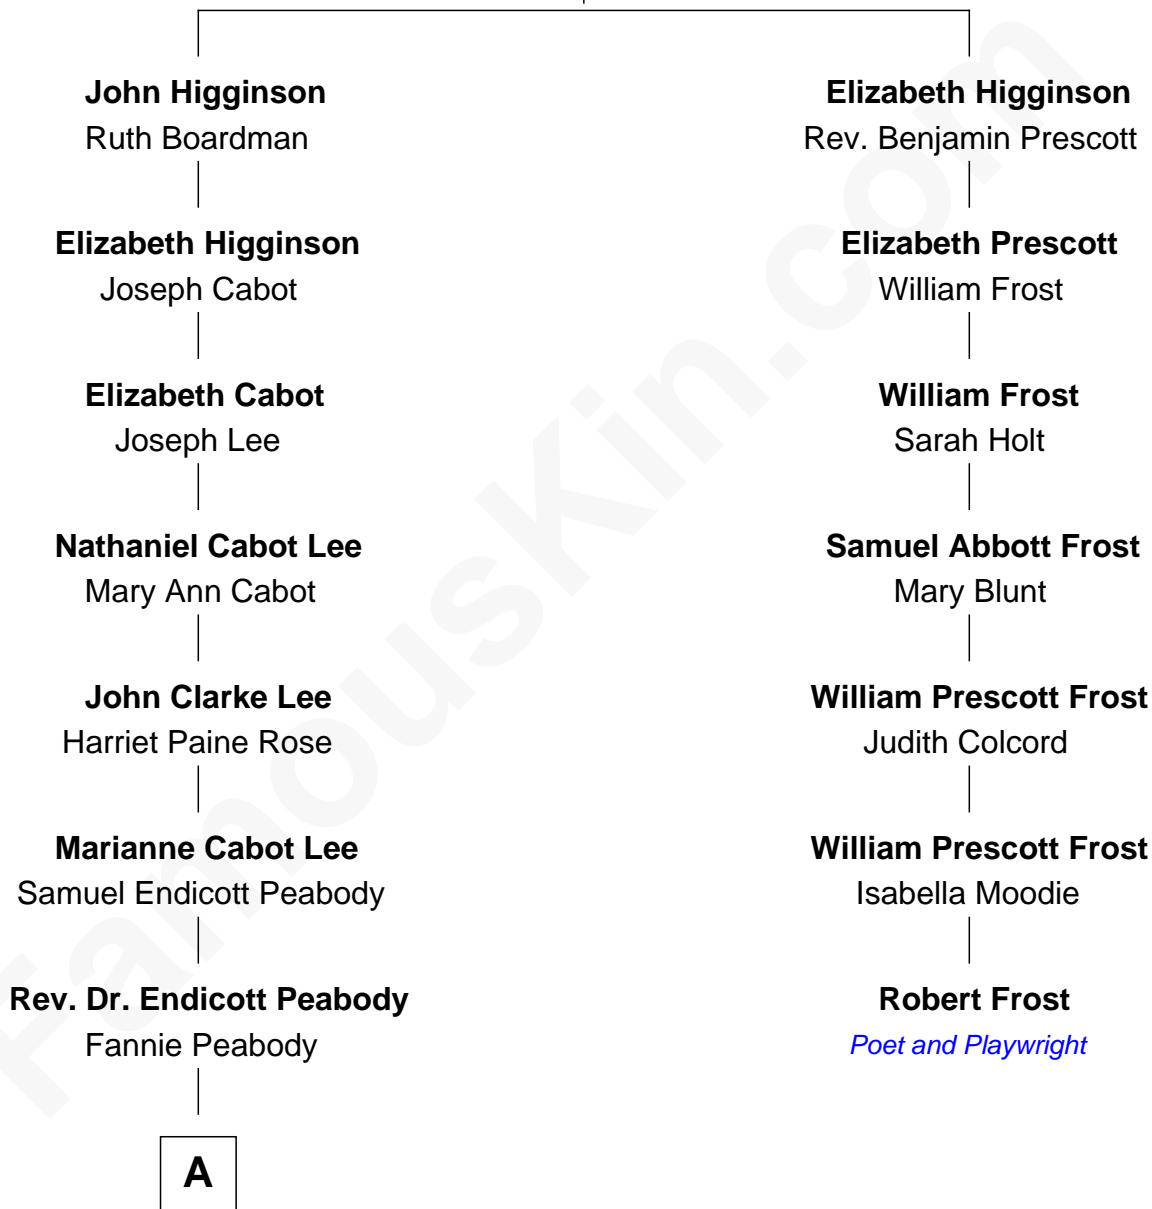 John Higginson
Ruth Boardman
Elizabeth Higginson
Joseph Cabot
Elizabeth Cabot
Joseph Lee
Nathaniel Cabot Lee
Mary Ann Cabot
John Clarke Lee
Harriet Paine Rose
Marianne Cabot Lee
Samuel Endicott Peabody
Rev. Dr. Endicott Peabody
Fannie Peabody
A
Elizabeth Higginson
Rev. Benjamin Prescott
Elizabeth Prescott
William Frost
William Frost
Sarah Holt
Samuel Abbott Frost
Mary Blunt
William Prescott Frost
Judith Colcord
William Prescott Frost
Isabella Moodie
Robert Frost
Poet and Playwright
FamousKin.com